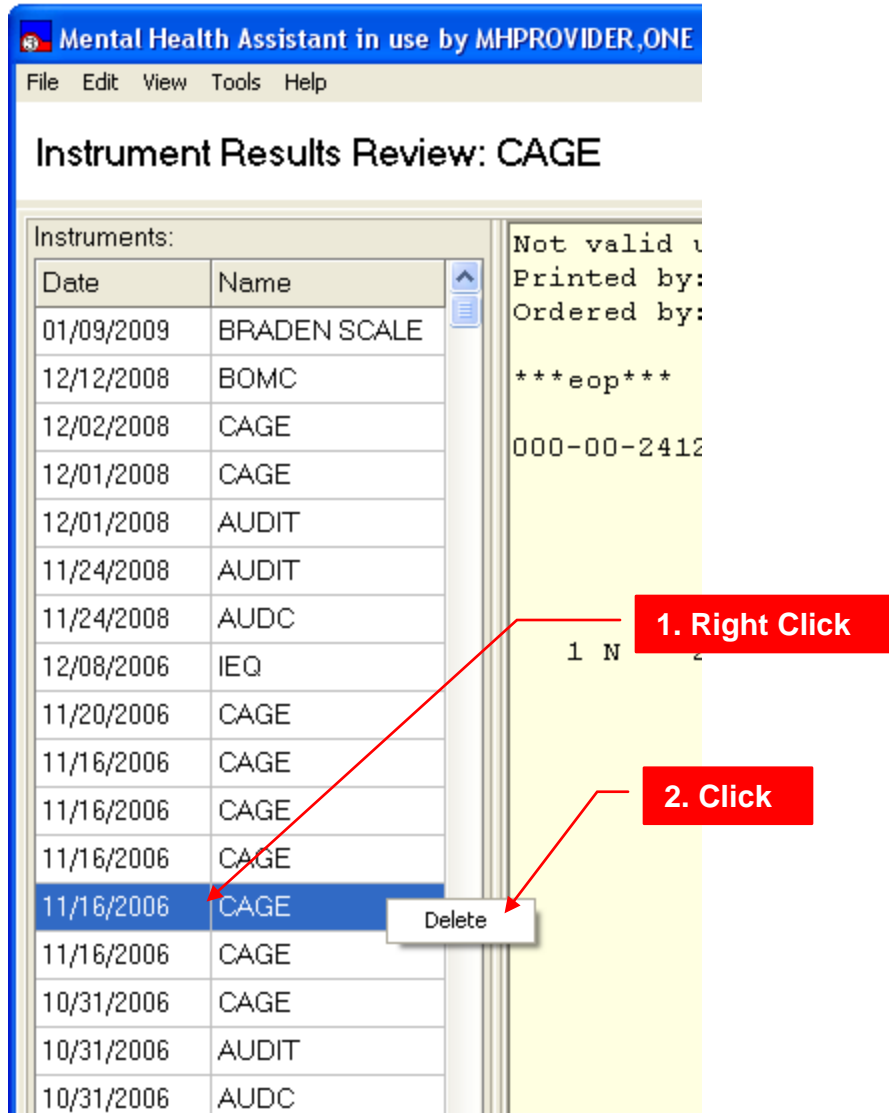 Mental Health Assistant in use by MHPROVIDER,ONE
File Edit View Tools Help
Instrument Results Review: CAGE
Instruments:
Date Name
01/09/2009 BRADEN SCALE
12/12/2008 BOMC
12/02/2008 CAGE
12/01/2008 CAGE
12/01/2008 AUDIT
11/24/2008 AUDIT
11/24/2008 AUDC
12/08/2006 IEQ
11/20/2006 CAGE
11/16/2006 CAGE
11/16/2006 CAGE
11/16/2006 CAGE
11/16/2006 CAGE
11/16/2006 CAGE
10/31/2006 CAGE
10/31/2006 AUDIT
10/31/2006 AUDC
Delete
Not valid
Printed by:
Ordered by:
***eop***
000-00-2412
1 N
1. Right Click
2. Click